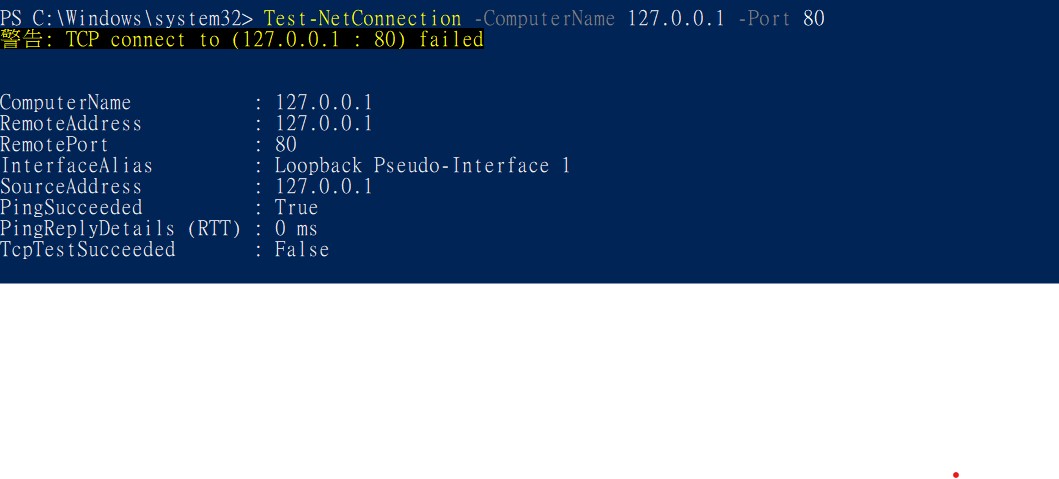 PS C:\Windows\system32> Test-NetConnection -ComputerName 127.0.0.1 -Port 80
警告: TCP connect to (127.0.0.1 : 80) failed
ComputerName : 127.0.0.1
RemoteAddress : 127.0.0.1
RemotePort : 80
InterfaceAlias : Loopback Pseudo-Interface 1
SourceAddress : 127.0.0.1
PingSucceeded : True
PingReplyDetails (RTT) : 0 ms
TcpTestSucceeded : False